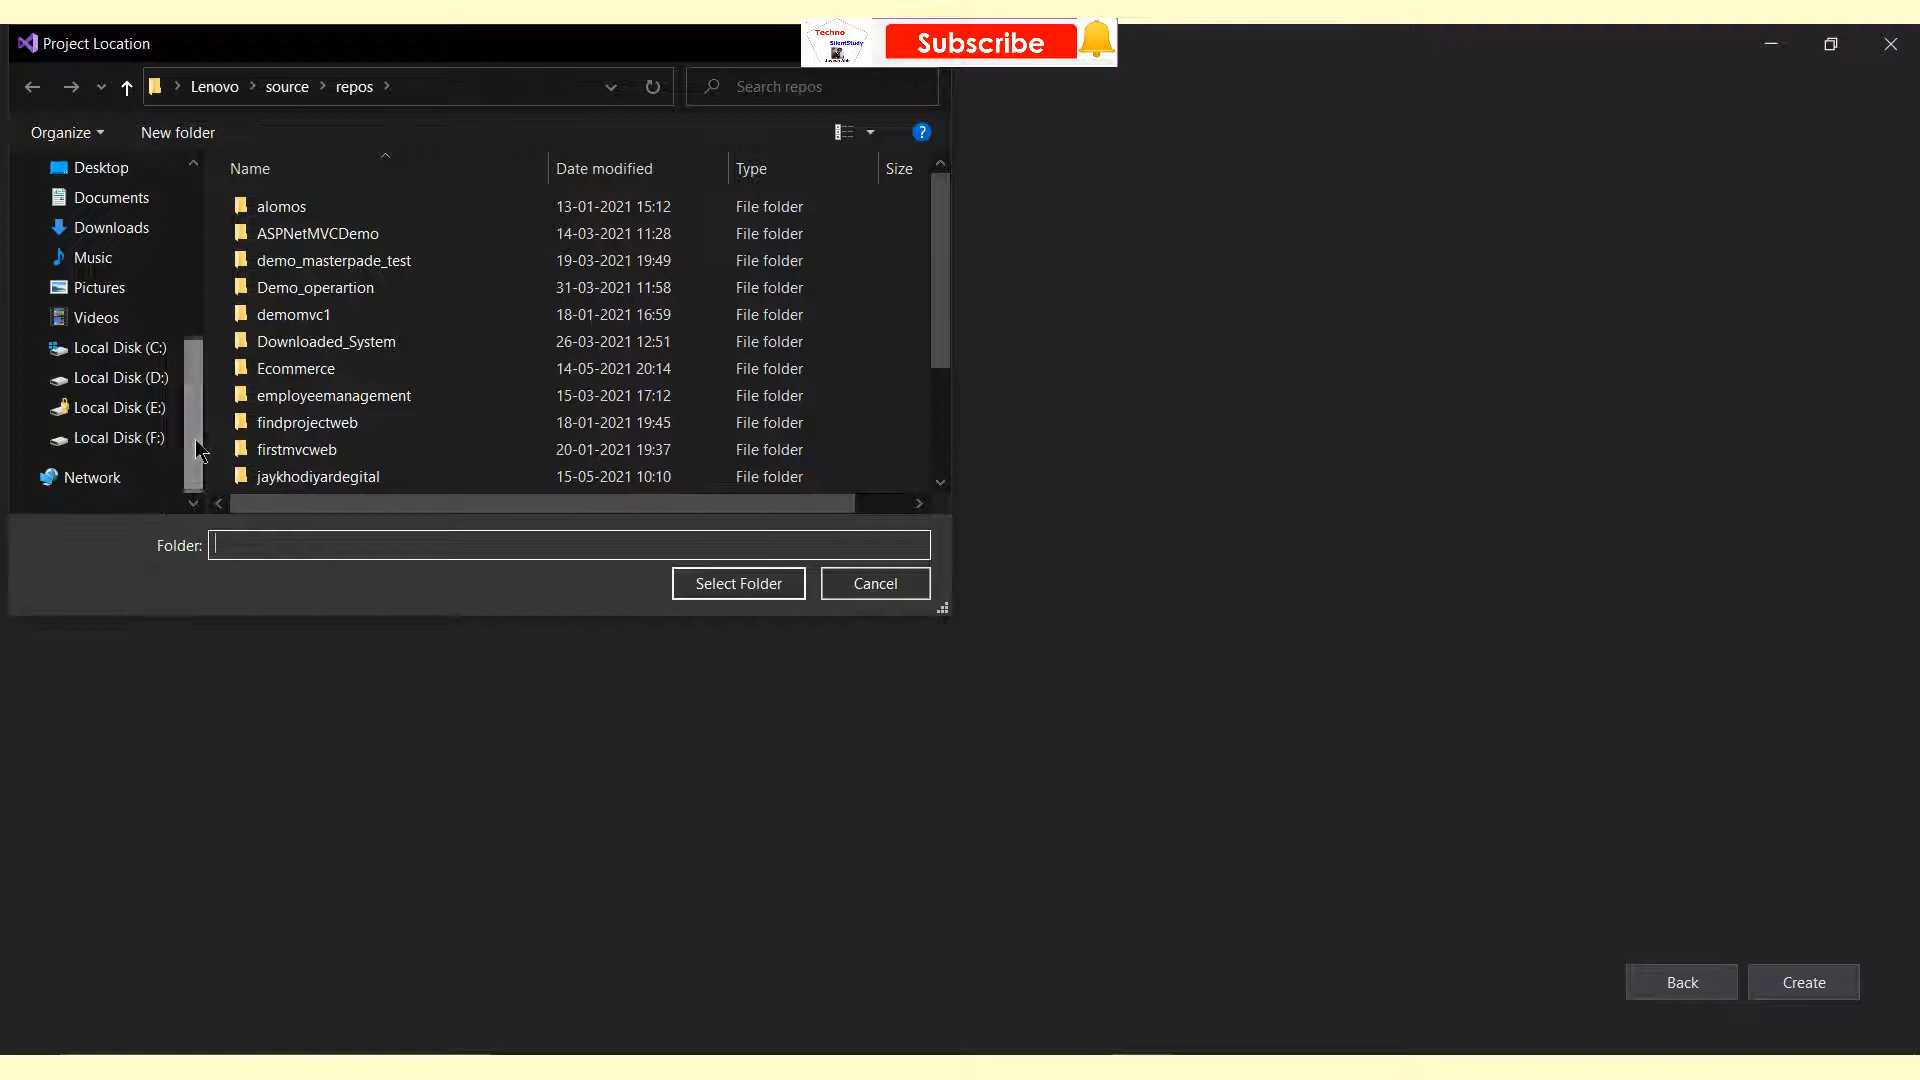 Project Location
Techno
SilentStudy
Subscribe
Lenovo source repos
Search repos
Organize
New folder
?
Desktop
Documents
Downloads
Music
Pictures
Videos
Local Disk (C:)
Local Disk (D:)
Local Disk (E:)
Local Disk (F:)
Network
Name Date modified Type Size
alomos 13-01-2021 15:12 File folder
ASPNetMVCDemo 14-03-2021 11:28 File folder
demo_masterpade_test 19-03-2021 19:49 File folder
Demo_operartion 31-03-2021 11:58 File folder
demomvc1 18-01-2021 16:59 File folder
Downloaded_System 26-03-2021 12:51 File folder
Ecommerce 14-05-2021 20:14 File folder
employeemanagement 15-03-2021 17:12 File folder
findprojectweb 18-01-2021 19:45 File folder
firstmvcweb 20-01-2021 19:37 File folder
jaykhodiyardegital 15-05-2021 10:10 File folder
Folder:
Select Folder
Cancel
Back
Create